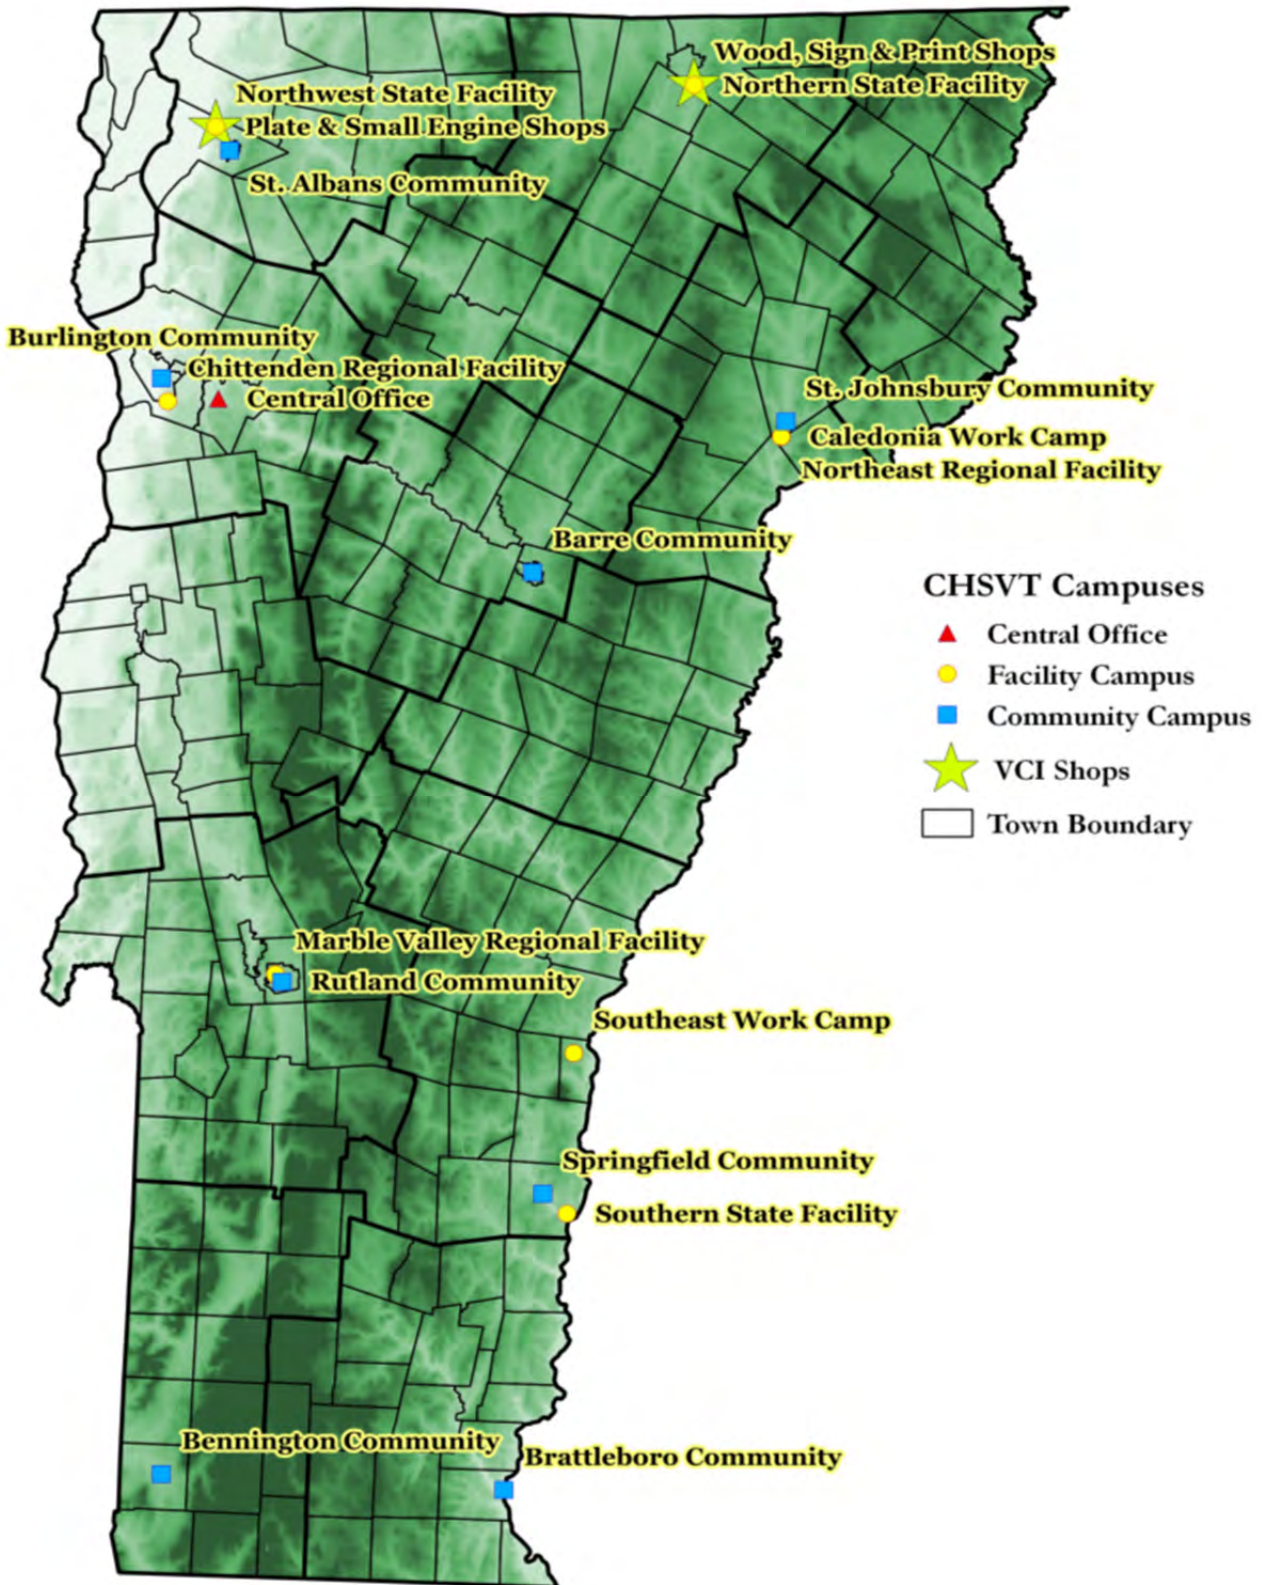 Wood, Sign & Print Shops
Northern State Facility
Northwest State Facility
Plate & Small Engine Shops
St. Albans Community
Burlington Community
Chittenden Regional Facility
Central Office
St. Johnsbury Community
Caledonia Work Camp
Northeast Regional Facility
Barre Community
CHSVT Campuses
Central Office
Facility Campus
Community Campus
VCI Shops
Town Boundary
Marble Valley Regional Facility
Rutland Community
Southeast Work Camp
Springfield Community
Southern State Facility
Bennington Community
Brattleboro Community